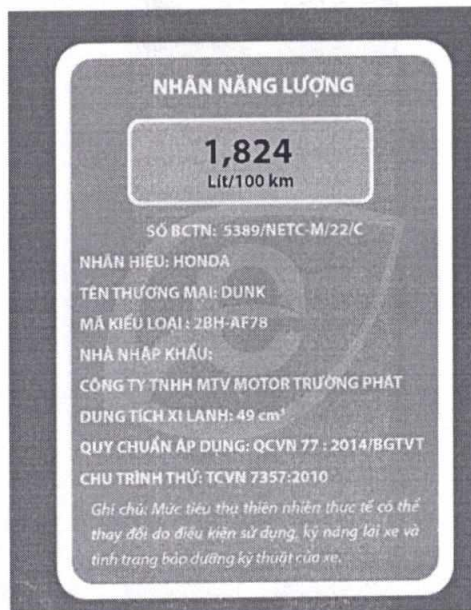 NHÃN NĂNG LƯỢNG
1,824
Lít/100 km
SỐ BCTN: 5389/NETC-M/22/C
NHÃN HIỆU: HONDA
TÊN THƯƠNG MẠI: DUNK
MÃ KIỂU LOẠI : 2BH-AF78
NHÀ NHẬP KHẨU:
CÔNG TY TNHH MTV MOTOR TRƯỜNG PHÁT
DUNG TÍCH XI LANH: 49 cm³
QUY CHUẨN ÁP DỤNG: QCVN 77 : 2014/BGTVT
CHU TRÌNH THỬ: TCVN 7357:2010
Ghi chú: Mức tiêu thụ thiên nhiên thực tế có thể
thay đổi do điều kiện sử dụng, kỹ năng lái xe và
tình trạng bảo dưỡng kỹ thuật của xe.